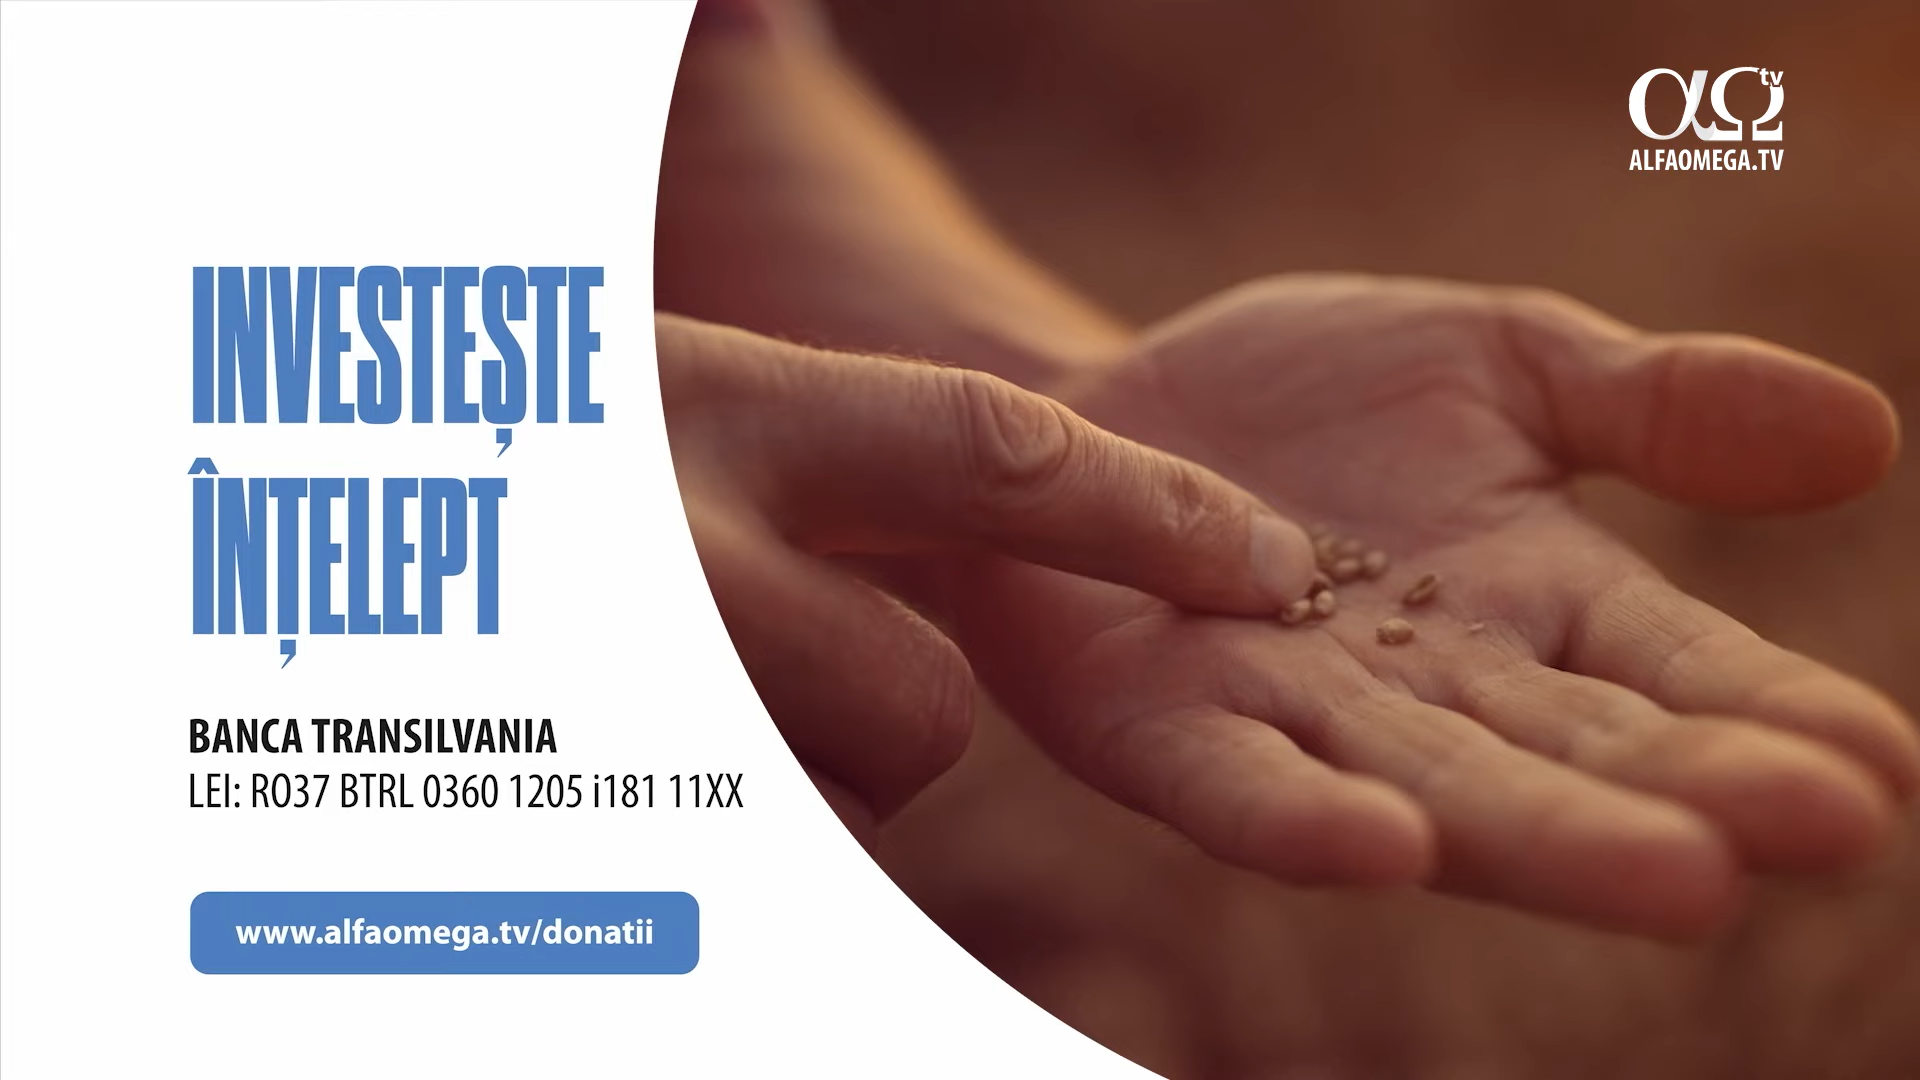 INVESTEȘTE
ÎNȚELEPT
BANCA TRANSILVANIA
LEI: RO37 BTRL 0360 1205 i181 11XX
www.alfaomega.tv/donatii
αΩ tv
ALFAOMEGA.TV